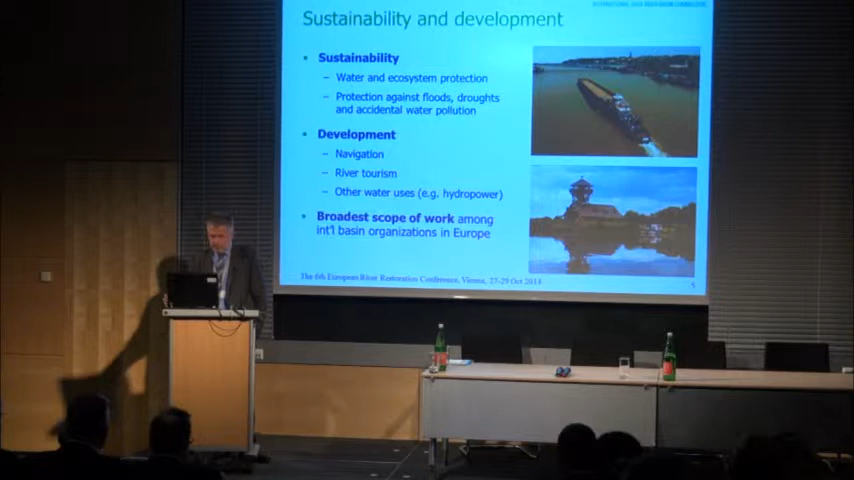 Sustainability and development
• Sustainability
– Water and ecosystem protection
– Protection against floods, droughts
and accidental water pollution
• Development
– Navigation
– River tourism
– Other water uses (e.g. hydropower)
• Broadest scope of work among
int'l basin organizations in Europe
The 6th European River Restoration Conference, Vienna, 27-29 Oct 2014
5